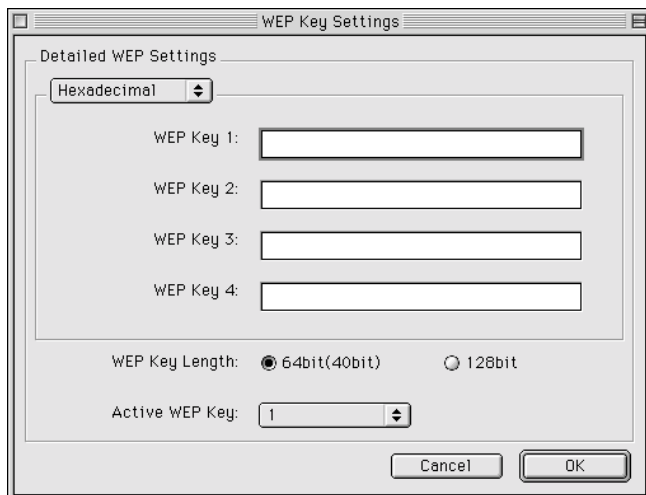 WEP Key Settings
Detailed WEP Settings
Hexadecimal
WEP Key 1:
WEP Key 2:
WEP Key 3:
WEP Key 4:
WEP Key Length: 64bit(40bit) 128bit
Active WEP Key: 1
Cancel OK